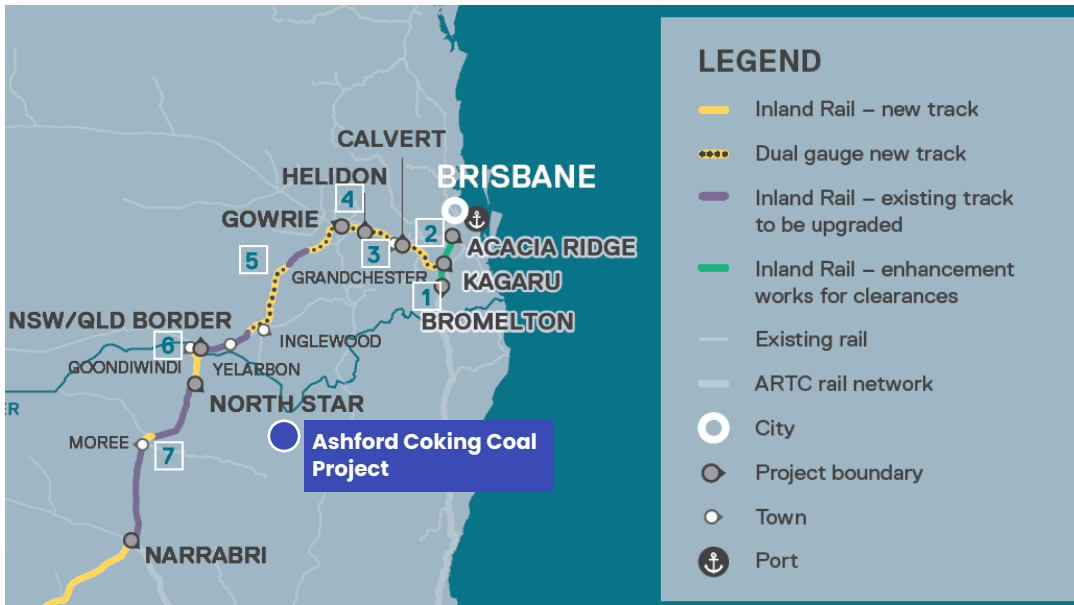 CALVERT
HELIDON
BRISBANE
4
GOWRIE
2
ACACIA RIDGE
3
5
GRANDCHESTER
KAGARU
1
NSW/QLD BORDER
BROMELTON
INGLEWOOD
6
GOONDIWINDI
YELARBON
NORTH STAR
ER
MOREE
7
Ashford Coking Coal
Project
NARRABRI
LEGEND
Inland Rail – new track
Dual gauge new track
Inland Rail – existing track
to be upgraded
Inland Rail – enhancement
works for clearances
Existing rail
ARTC rail network
City
Project boundary
Town
Port